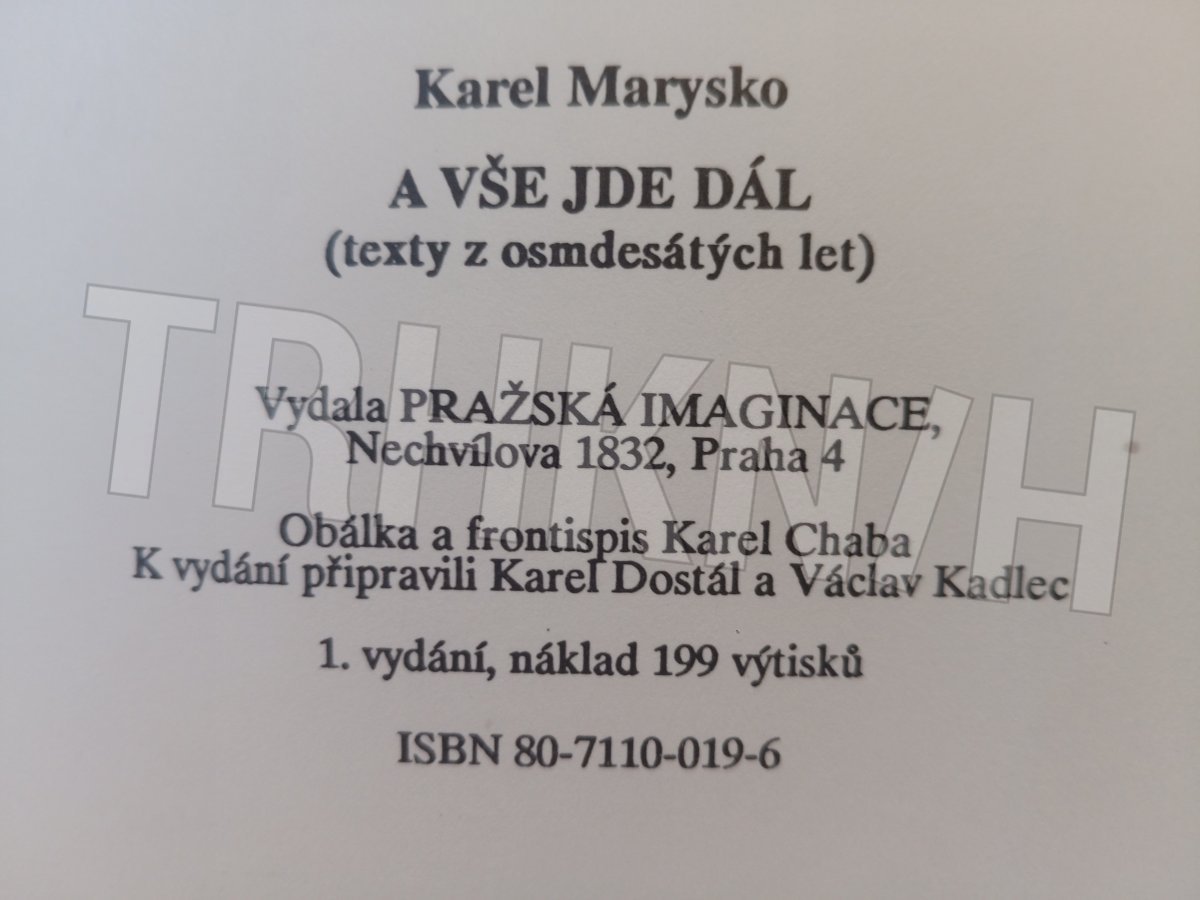 Karel Marysko
A VŠE JDE DÁL
(texty z osmdesátých let)
TRHKNIH
Vydala PRAŽSKÁ IMAGINACE,
Nechvílova 1832, Praha 4
Obálka a frontispis Karel Chaba
K vydání připravili Karel Dostál a Václav Kadlec
1. vydání, náklad 199 výtisků
ISBN 80-7110-019-6